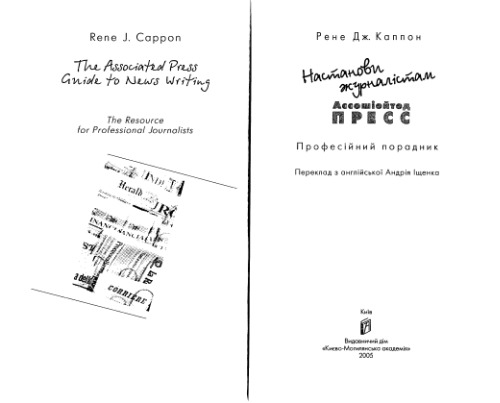 Rene J. Cappon
The Associated Press
Guide to News Writing
The Resource
for Professional Journalists
Herald
FINANCIAL
CORRIERE
Рене Дж. Каппон
Настанови
журналістам
Ассошіейтед
ПРЕСС
Професійний порадник
Переклад з англійської Андрія Іщенка
Київ
Видавничий дім
«Києво-Могилянська академія»
2005